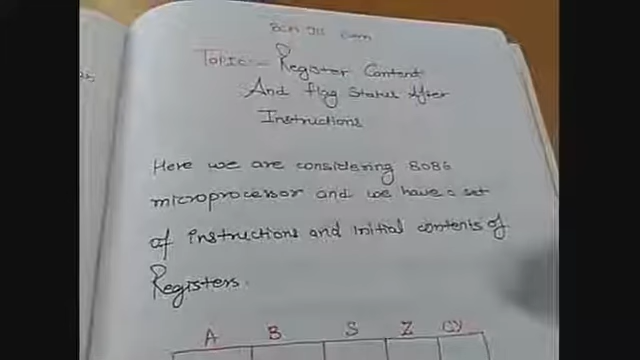 Topic:- Register Content
And flag status After
Instructions
Here we are considering 8086
microprocessor and we have a set
of instructions and initial contents of
Registers.
A B S Z CY